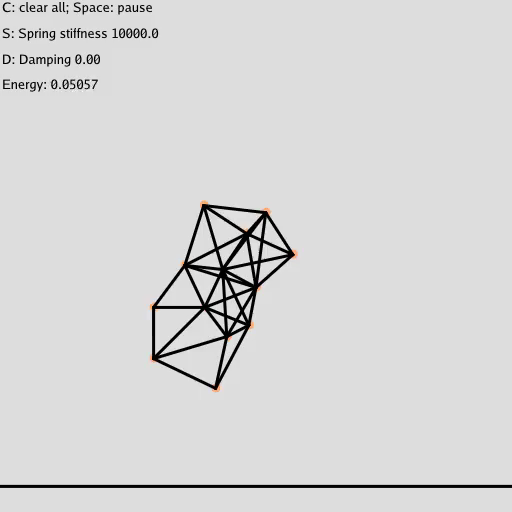 C: clear all; Space: pause
S: Spring stiffness 10000.0
D: Damping 0.00
Energy: 0.05057